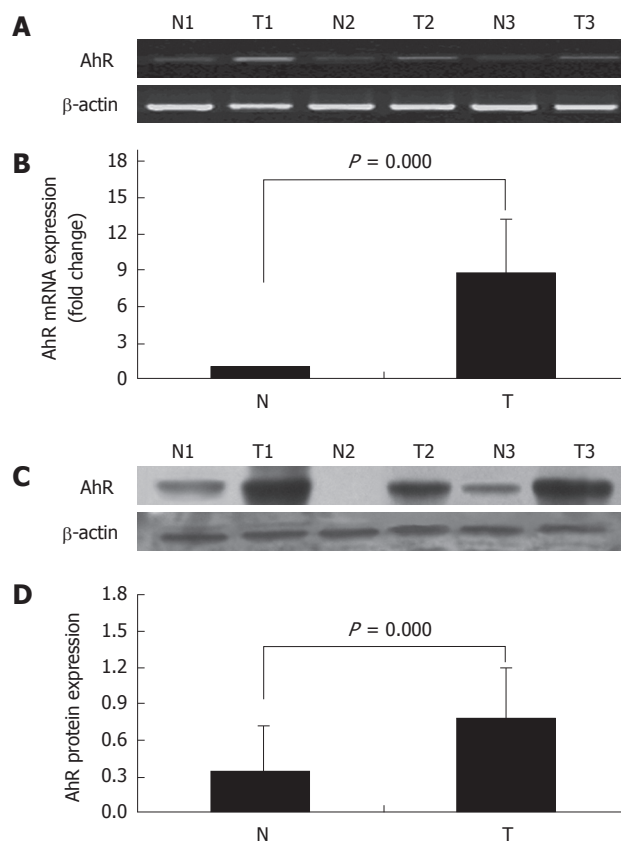 A
N1 T1 N2 T2 N3 T3
AhR
β-actin
B
AhR mRNA expression
(fold change)
18
15
12
9
6
3
0
P = 0.000
N T
C
N1 T1 N2 T2 N3 T3
AhR
β-actin
D
AhR protein expression
1.8
1.5
1.2
0.9
0.6
0.3
0.0
P = 0.000
N T